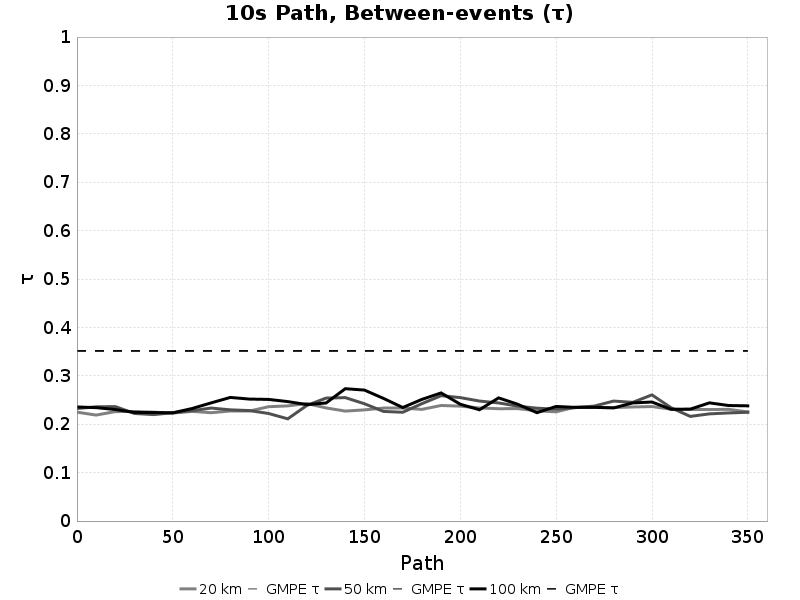 10s Path, Between-events (τ)
1
0.9
0.8
0.7
0.6
0.5
0.4
0.3
0.2
0.1
0
τ
0 50 100 150 200 250 300 350
Path
20 km GMPE τ 50 km GMPE τ 100 km GMPE τ